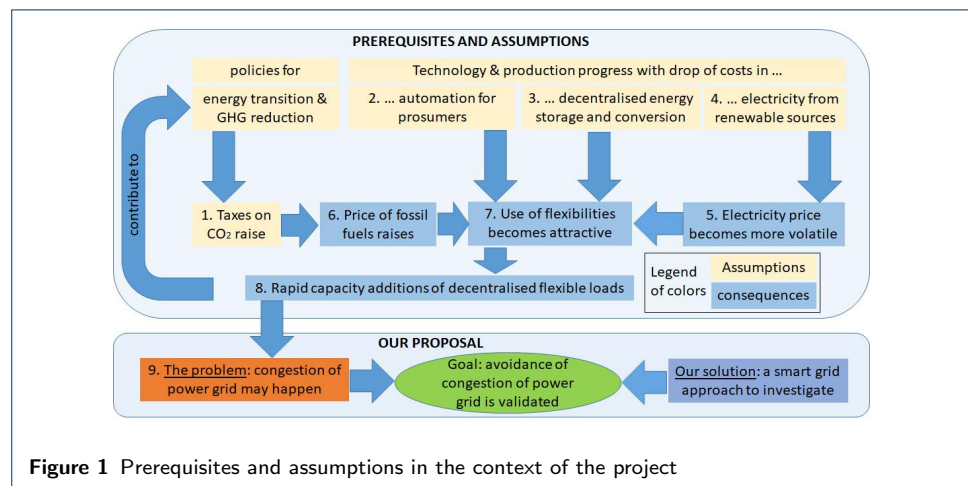 PREREQUISITES AND ASSUMPTIONS
policies for
Technology & production progress with drop of costs in ...
energy transition &
GHG reduction
2. ... automation for
prosumers
3. ... decentralised energy
storage and conversion
4. ... electricity from
renewable sources
contribute to
1. Taxes on
CO2 raise
6. Price of fossil
fuels raises
7. Use of flexibilities
becomes attractive
5. Electricity price
becomes more volatile
Legend
of colors
Assumptions
consequences
8. Rapid capacity additions of decentralised flexible loads
OUR PROPOSAL
9. The problem: congestion of
power grid may happen
Goal: avoidance of
congestion of power
grid is validated
Our solution: a smart grid
approach to investigate
Figure 1 Prerequisites and assumptions in the context of the project